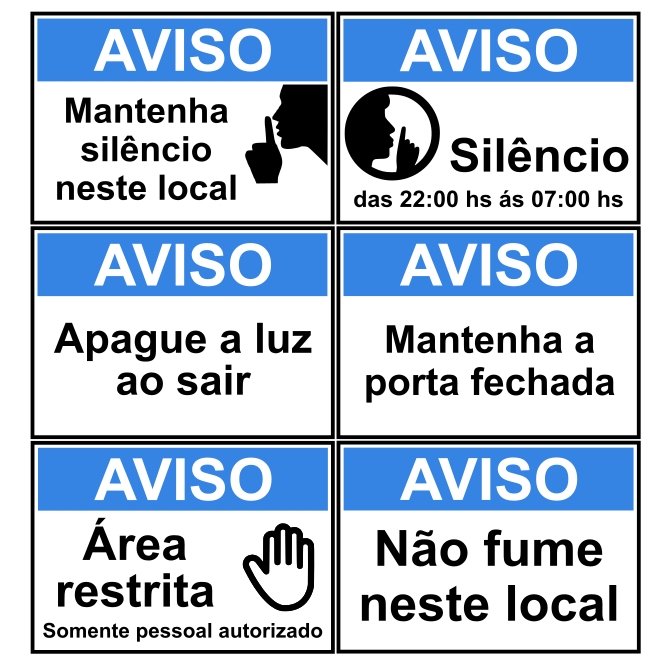 AVISO
Mantenha
silêncio
neste local
AVISO
Silêncio
das 22:00 hs ás 07:00 hs
AVISO
Apague a luz
ao sair
AVISO
Mantenha a
porta fechada
AVISO
Área
restrita
Somente pessoal autorizado
AVISO
Não fume
neste local